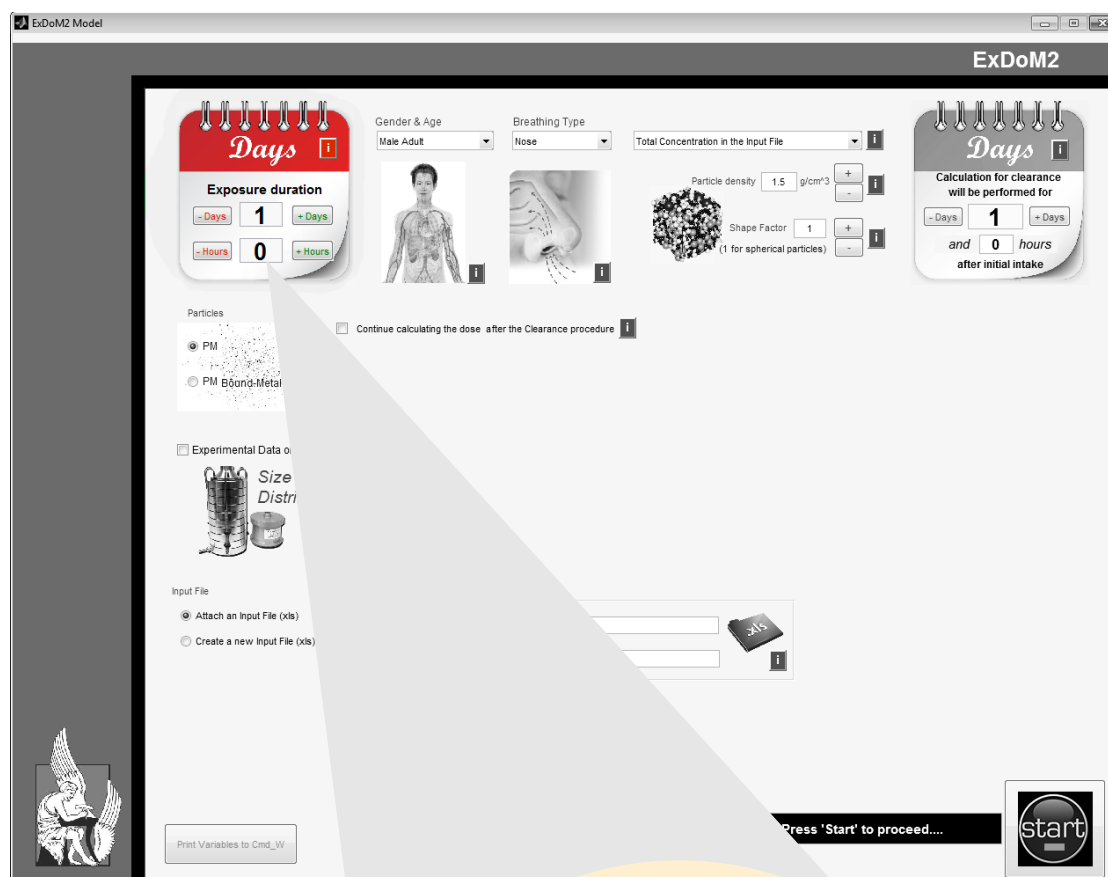 ExDoM2 Model
ExDoM2
Days
i
Exposure duration
- Days 1 + Days
- Hours 0 + Hours
Gender & Age
Male Adult
i
Breathing Type
Nose
i
Total Concentration in the Input File i
Particle density 1.5 g/cm^3 + - i
Shape Factor 1 + - i
(1 for spherical particles)
Days
i
Calculation for clearance
will be performed for
- Days 1 + Days
and 0 hours
after initial intake
Particles
PM
PM Bound-Metal
Continue calculating the dose after the Clearance procedure i
Experimental Data
Size
Input File
Attach an Input File (xls)
Create a new Input File (xls)
.xls
i
Print Variables to Cmd_W
Press 'Start' to proceed....
start